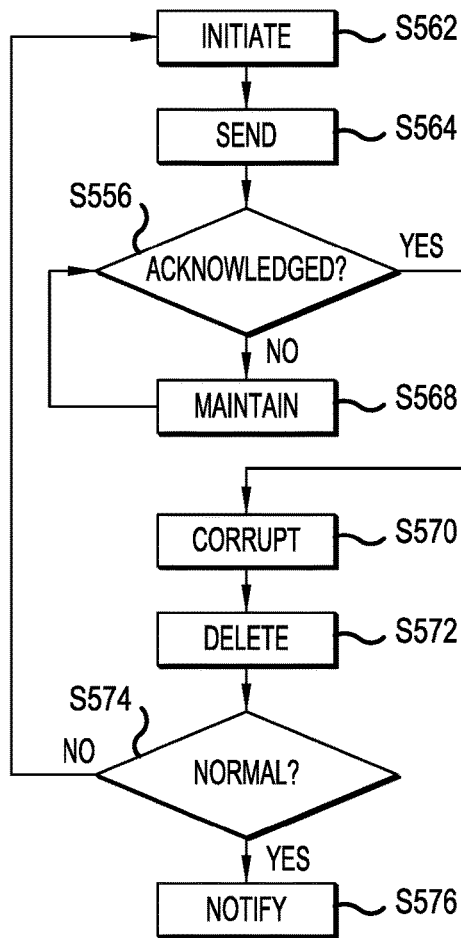 INITIATE
S562
SEND
S564
S556
ACKNOWLEDGED?
YES
NO
MAINTAIN
S568
CORRUPT
S570
DELETE
S572
S574
NO
NORMAL?
YES
NOTIFY
S576